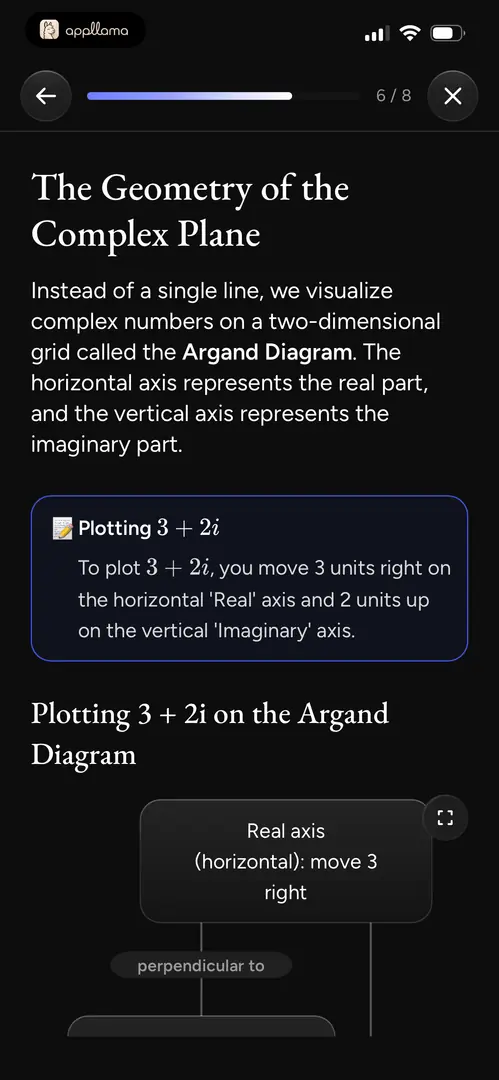 appllama
6 / 8
The Geometry of the
Complex Plane
Instead of a single line, we visualize
complex numbers on a two-dimensional
grid called the Argand Diagram. The
horizontal axis represents the real part,
and the vertical axis represents the
imaginary part.
📝 Plotting 3 + 2i
To plot 3 + 2i, you move 3 units right on
the horizontal 'Real' axis and 2 units up
on the vertical 'Imaginary' axis.
Plotting 3 + 2i on the Argand
Diagram
Real axis
(horizontal): move 3
right
perpendicular to